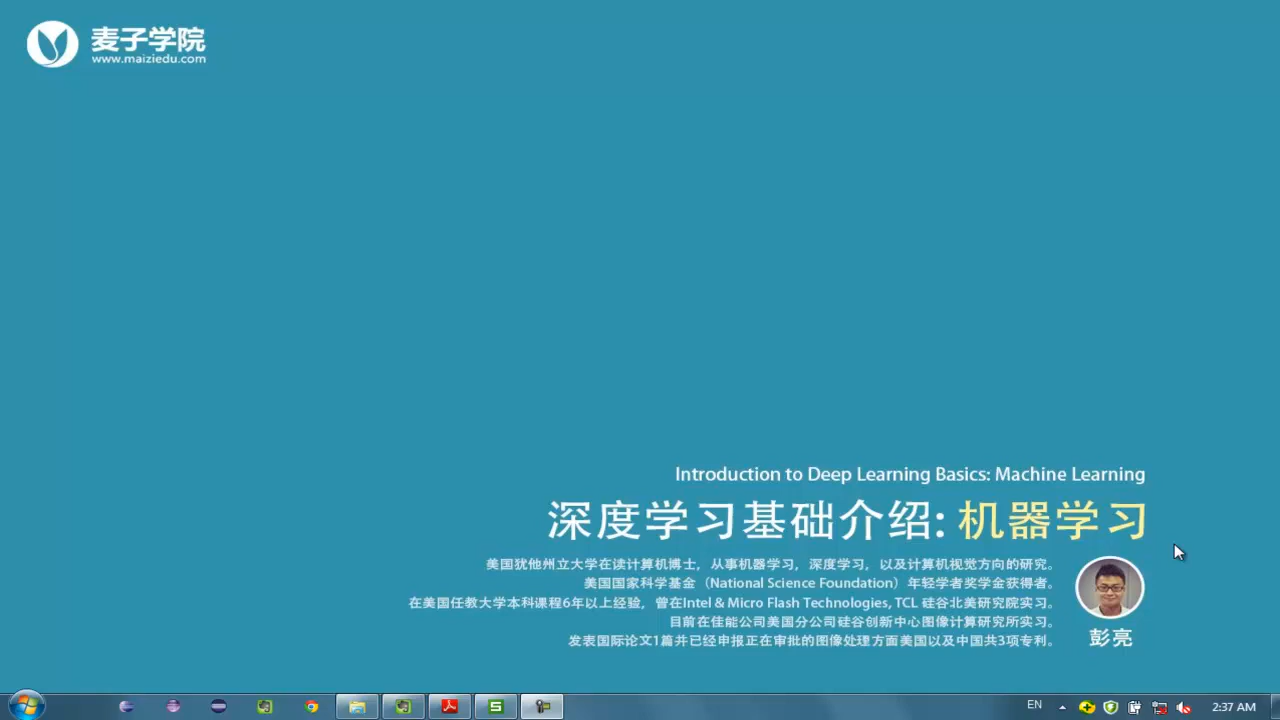 麦子学院
www.maiziedu.com
Introduction to Deep Learning Basics: Machine Learning
深度学习基础介绍: 机器学习
美国犹他州立大学在读计算机博士，从事机器学习，深度学习，以及计算机视觉方向的研究。
美国国家科学基金（National Science Foundation）年轻学者奖学金获得者。
在美国任教大学本科课程6年以上经验，曾在Intel & Micro Flash Technologies, TCL 硅谷北美研究院实习。
目前在佳能公司美国分公司硅谷创新中心图像计算研究所实习。
发表国际论文1篇并已经申报正在审批的图像处理方面美国以及中国共3项专利。
彭亮
EN
2:37 AM